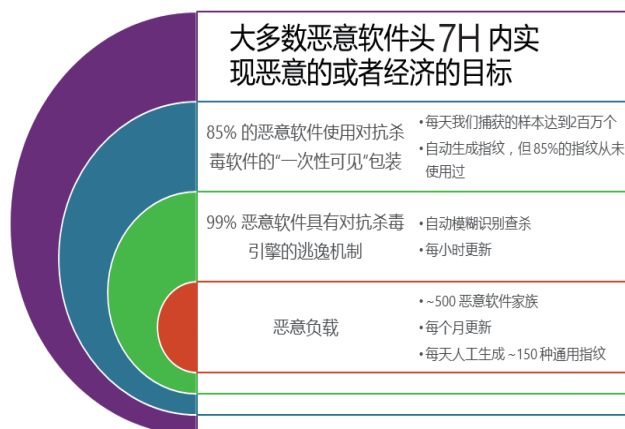 大多数恶意软件头 7H 内实
现恶意的或者经济的目标
85% 的恶意软件使用对抗杀
毒软件的“一次性可见”包装
• 每天我们捕获的样本达到2百万个
• 自动生成指纹，但 85%的指纹从未
使用过
99% 恶意软件具有对抗杀毒
引擎的逃逸机制
• 自动模糊识别查杀
• 每小时更新
恶意负载
• ~500 恶意软件家族
• 每个月更新
• 每天人工生成 ~150 种通用指纹